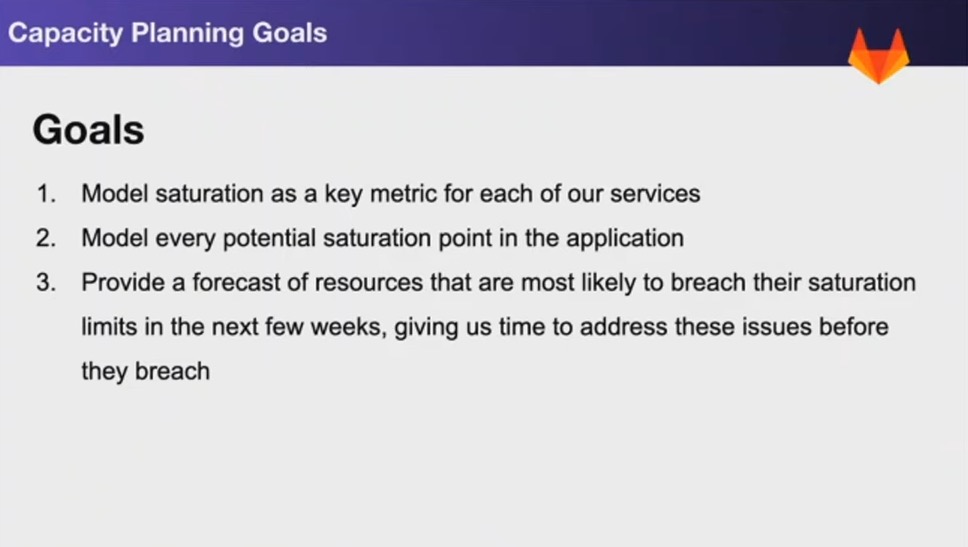 Capacity Planning Goals
Goals
1. Model saturation as a key metric for each of our services
2. Model every potential saturation point in the application
3. Provide a forecast of resources that are most likely to breach their saturation
limits in the next few weeks, giving us time to address these issues before
they breach